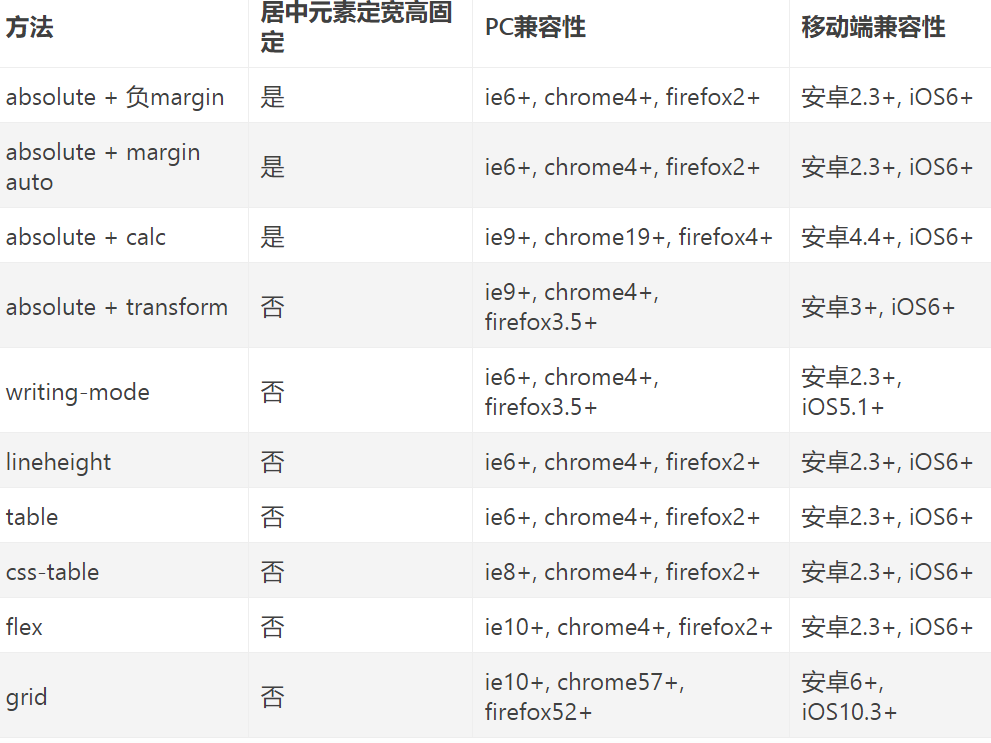 方法 居中元素定宽高固定 PC兼容性 移动端兼容性
absolute + 负margin 是 ie6+, chrome4+, firefox2+ 安卓2.3+, iOS6+
absolute + margin auto 是 ie6+, chrome4+, firefox2+ 安卓2.3+, iOS6+
absolute + calc 是 ie9+, chrome19+, firefox4+ 安卓4.4+, iOS6+
absolute + transform 否 ie9+, chrome4+, firefox3.5+ 安卓3+, iOS6+
writing-mode 否 ie6+, chrome4+, firefox3.5+ 安卓2.3+, iOS5.1+
lineheight 否 ie6+, chrome4+, firefox2+ 安卓2.3+, iOS6+
table 否 ie6+, chrome4+, firefox2+ 安卓2.3+, iOS6+
css-table 否 ie8+, chrome4+, firefox2+ 安卓2.3+, iOS6+
flex 否 ie10+, chrome4+, firefox2+ 安卓2.3+, iOS6+
grid 否 ie10+, chrome57+, firefox52+ 安卓6+, iOS10.3+